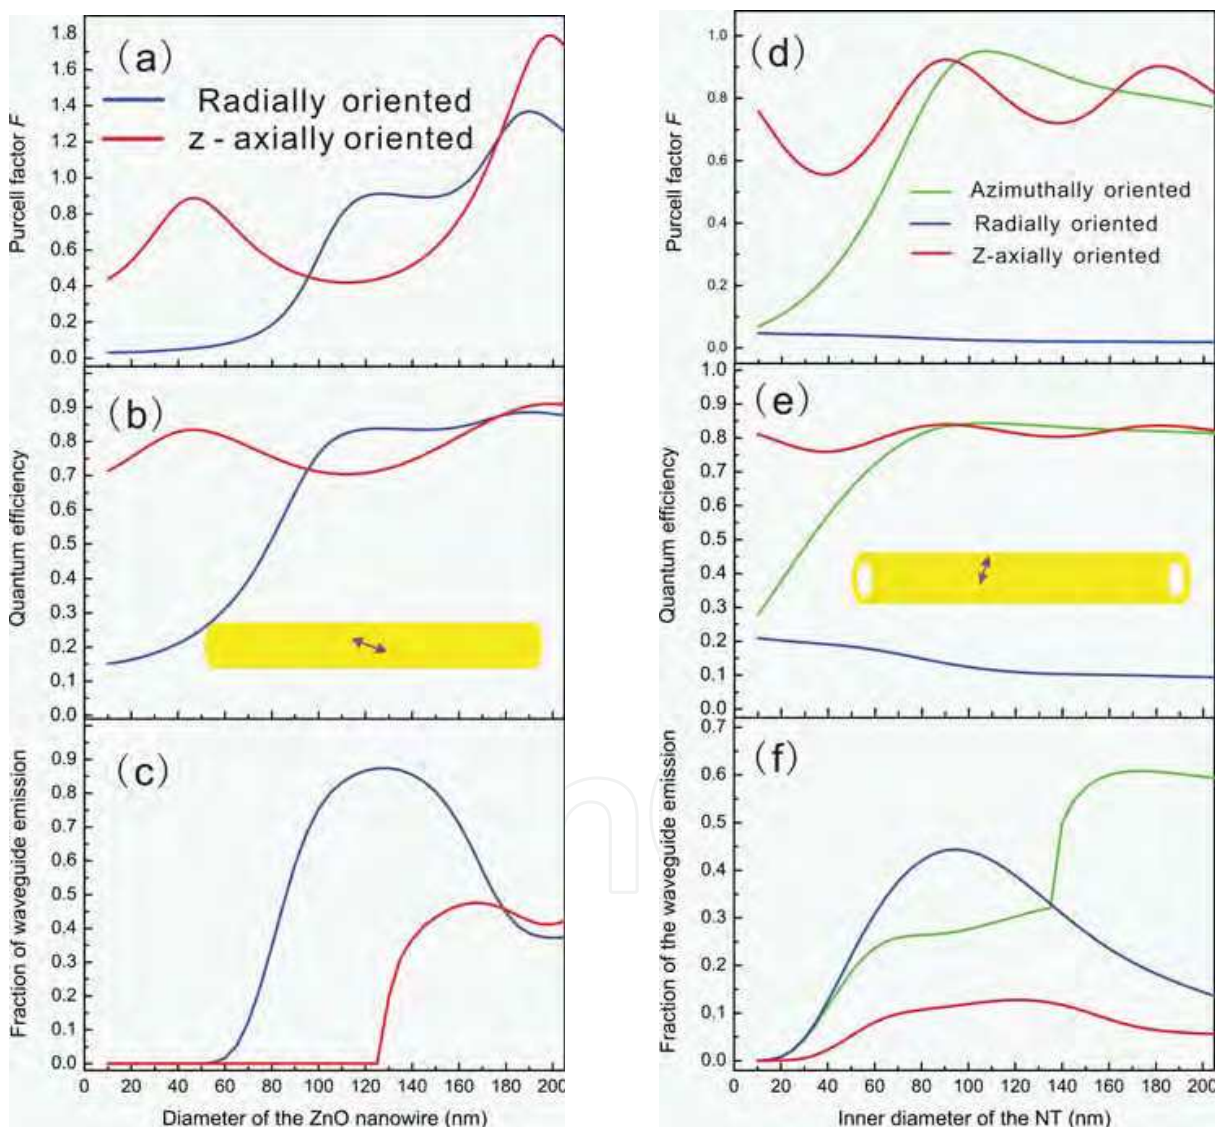 (a)
Radially oriented
z - axially oriented
Purcell factor F
1.8
1.6
1.4
1.2
1.0
0.8
0.6
0.4
0.2
0.0
(b)
Quantum efficiency
0.9
0.8
0.7
0.6
0.5
0.4
0.3
0.2
0.1
0.0
(c)
Fraction of waveguide emission
0.9
0.8
0.7
0.6
0.5
0.4
0.3
0.2
0.1
0.0
0 20 40 60 80 100 120 140 160 180 200
Diameter of the ZnO nanowire (nm)
(d)
Purcell factor F
1.0
0.8
0.6
0.4
0.2
0.0
Azimuthally oriented
Radially oriented
Z-axially oriented
(e)
Quantum efficiency
1.0
0.9
0.8
0.7
0.6
0.5
0.4
0.3
0.2
0.1
0.0
(f)
Fraction of the waveguide emission
0.7
0.6
0.5
0.4
0.3
0.2
0.1
0.0
0 20 40 60 80 100 120 140 160 180 200
Inner diameter of the NT (nm)